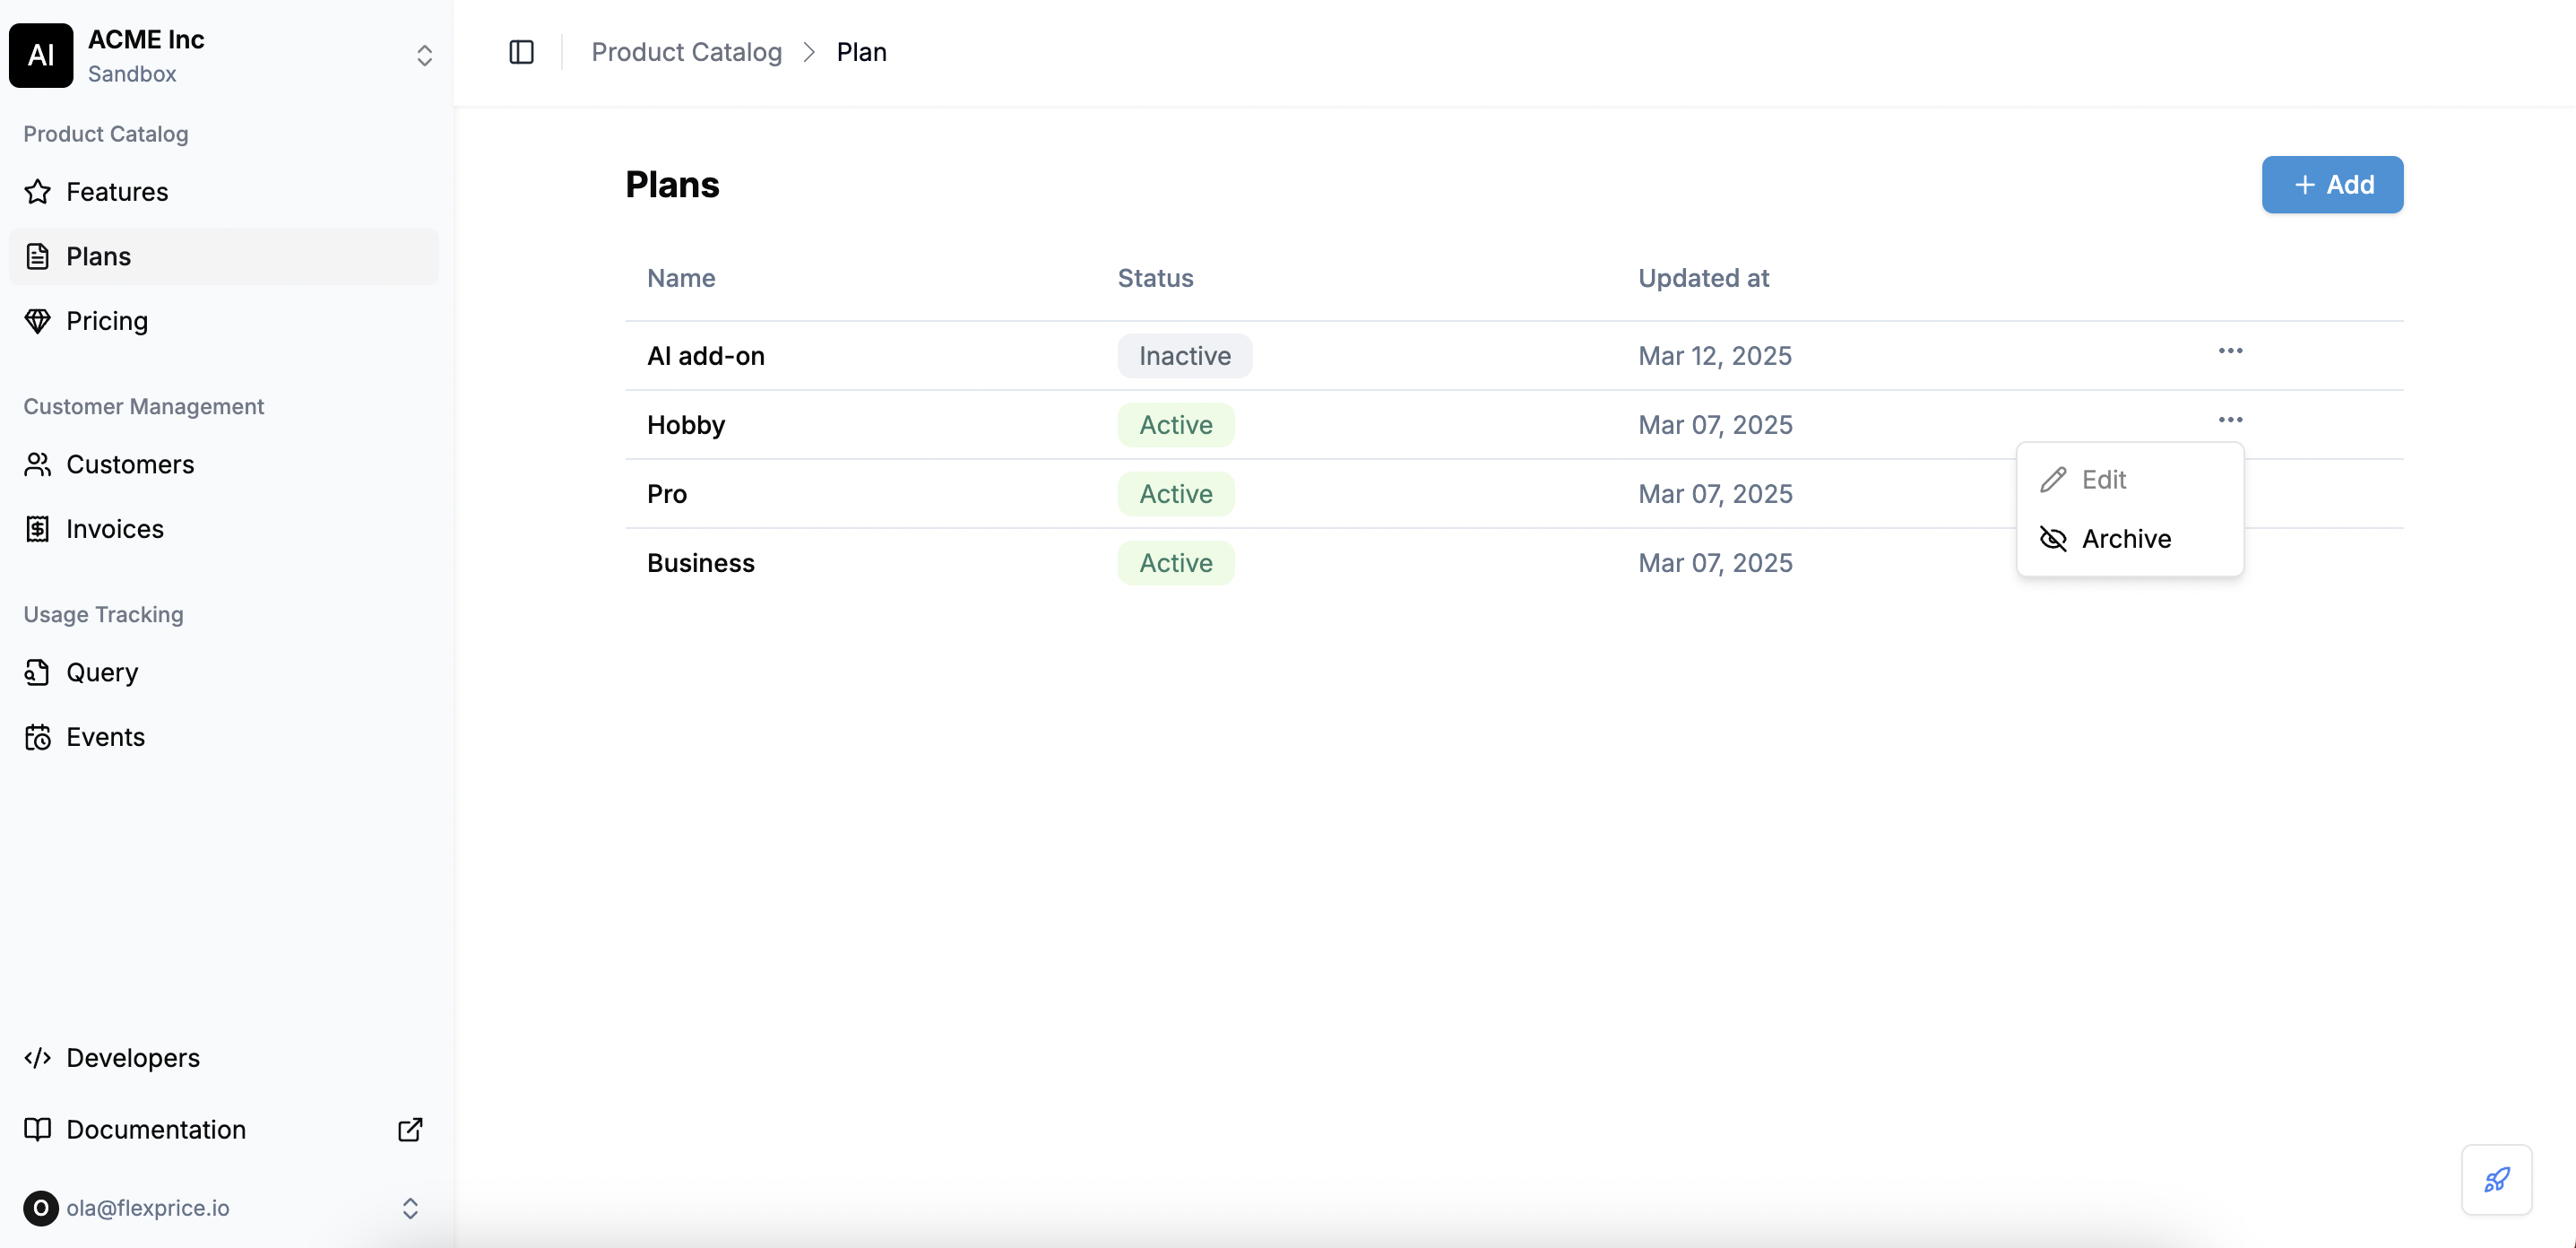 AI
ACME Inc
Sandbox
Product Catalog
Features
Plans
Pricing
Customer Management
Customers
Invoices
Usage Tracking
Query
Events
Developers
Documentation
O ola@flexprice.io
Product Catalog > Plan
Plans
+ Add
Name Status Updated at
AI add-on Inactive Mar 12, 2025
Hobby Active Mar 07, 2025
Pro Active Mar 07, 2025
Business Active Mar 07, 2025
Edit
Archive